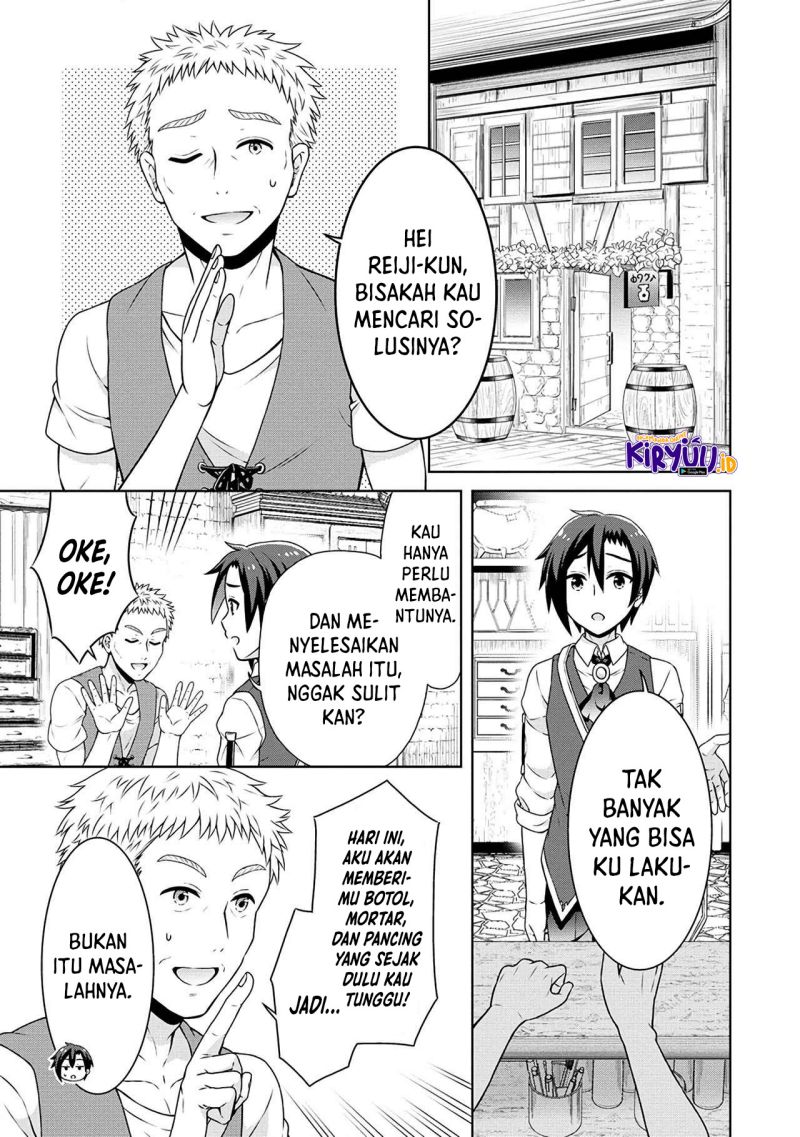 HEI
REIJI-KUN,
BISAKAH KAU
MENCARI SO-
LUSINYA?
KIRYUU.ID
TAK
BANYAK
YANG BISA
KU LAKU-
KAN.
KAU
HANYA
PERLU
MEMBA-
NTUNYA.
DAN ME-
NYELESAIKAN
MASALAH ITU,
NGGAK SULIT
KAN?
OKE,
OKE!
HARI INI,
AKU AKAN
MEMBERI-
MU BOTOL,
MORTAR,
DAN PANCING
YANG SEJAK
DULU KAU
TUNGGU!
JADI...
BUKAN
ITU MASA-
LAHNYA.